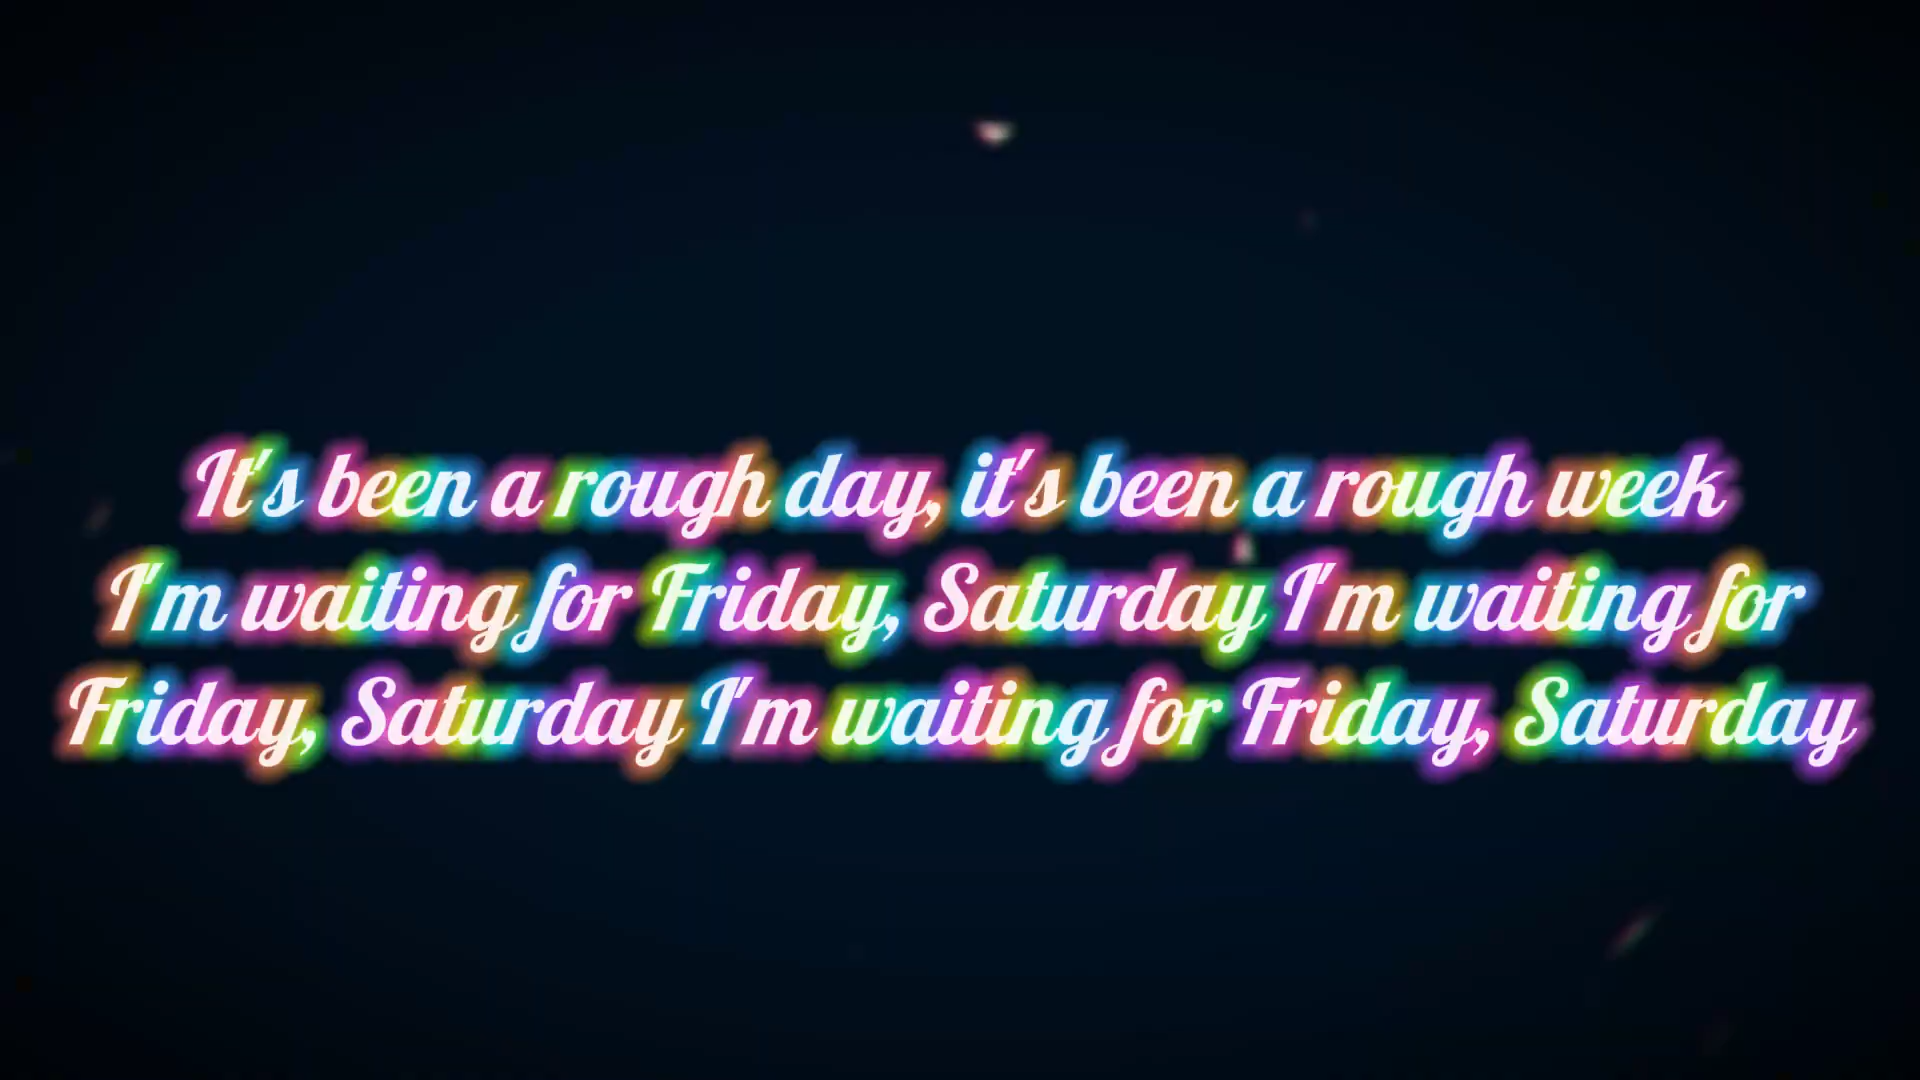 It's been a rough day, it's been a rough week
I'm waiting for Friday, Saturday I'm waiting for
Friday, Saturday I'm waiting for Friday, Saturday